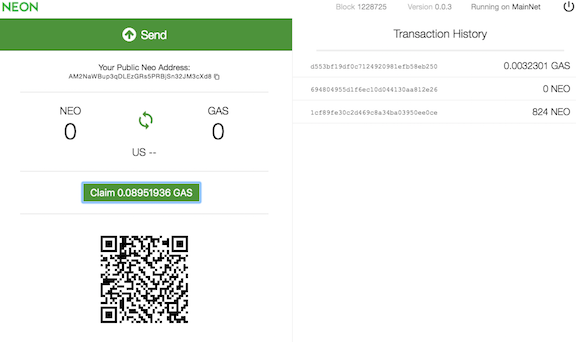 NEON
Block 1228725 Version 0.0.3 Running on MainNet
Send
Your Public Neo Address:
AM2NaWBup3qDLEzGRs5PRBjSn32JM3cXd8
NEO GAS
0 0
US --
Claim 0.08951936 GAS
Transaction History
d553bf19df0c7124920981efb58eb250 0.0032301 GAS
694804955d1f6ec10d044130aa812e26 0 NEO
1cf89fe30c2d469c8a34ba03950ee0ce 824 NEO